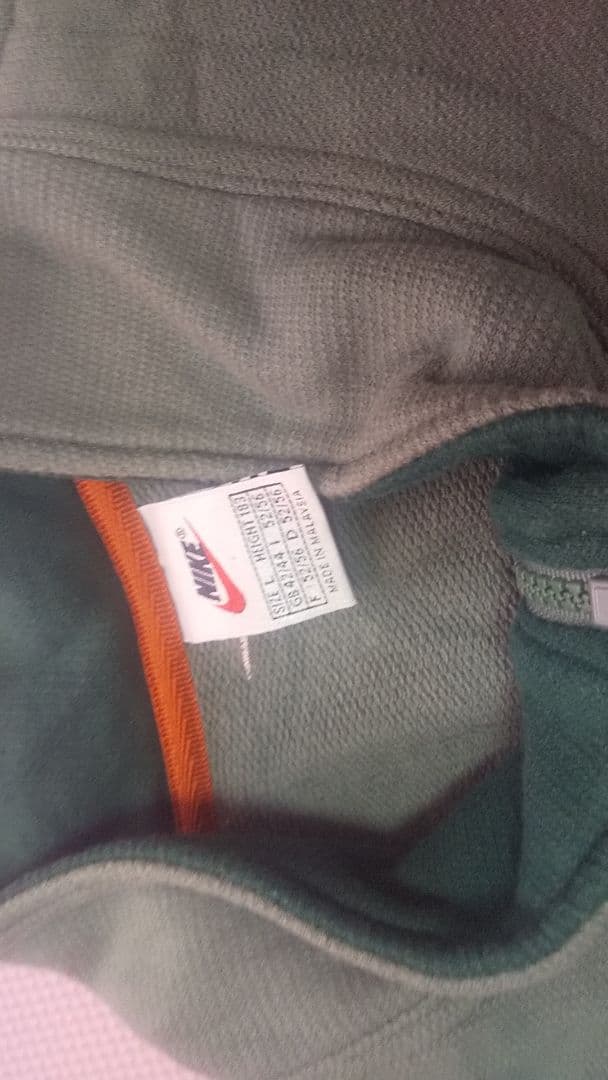 NIKE®
SIZE L HEIGHT 183
GB 42/44 I 52/56
F 52/56 D 52/56
MADE IN MALAYSIA